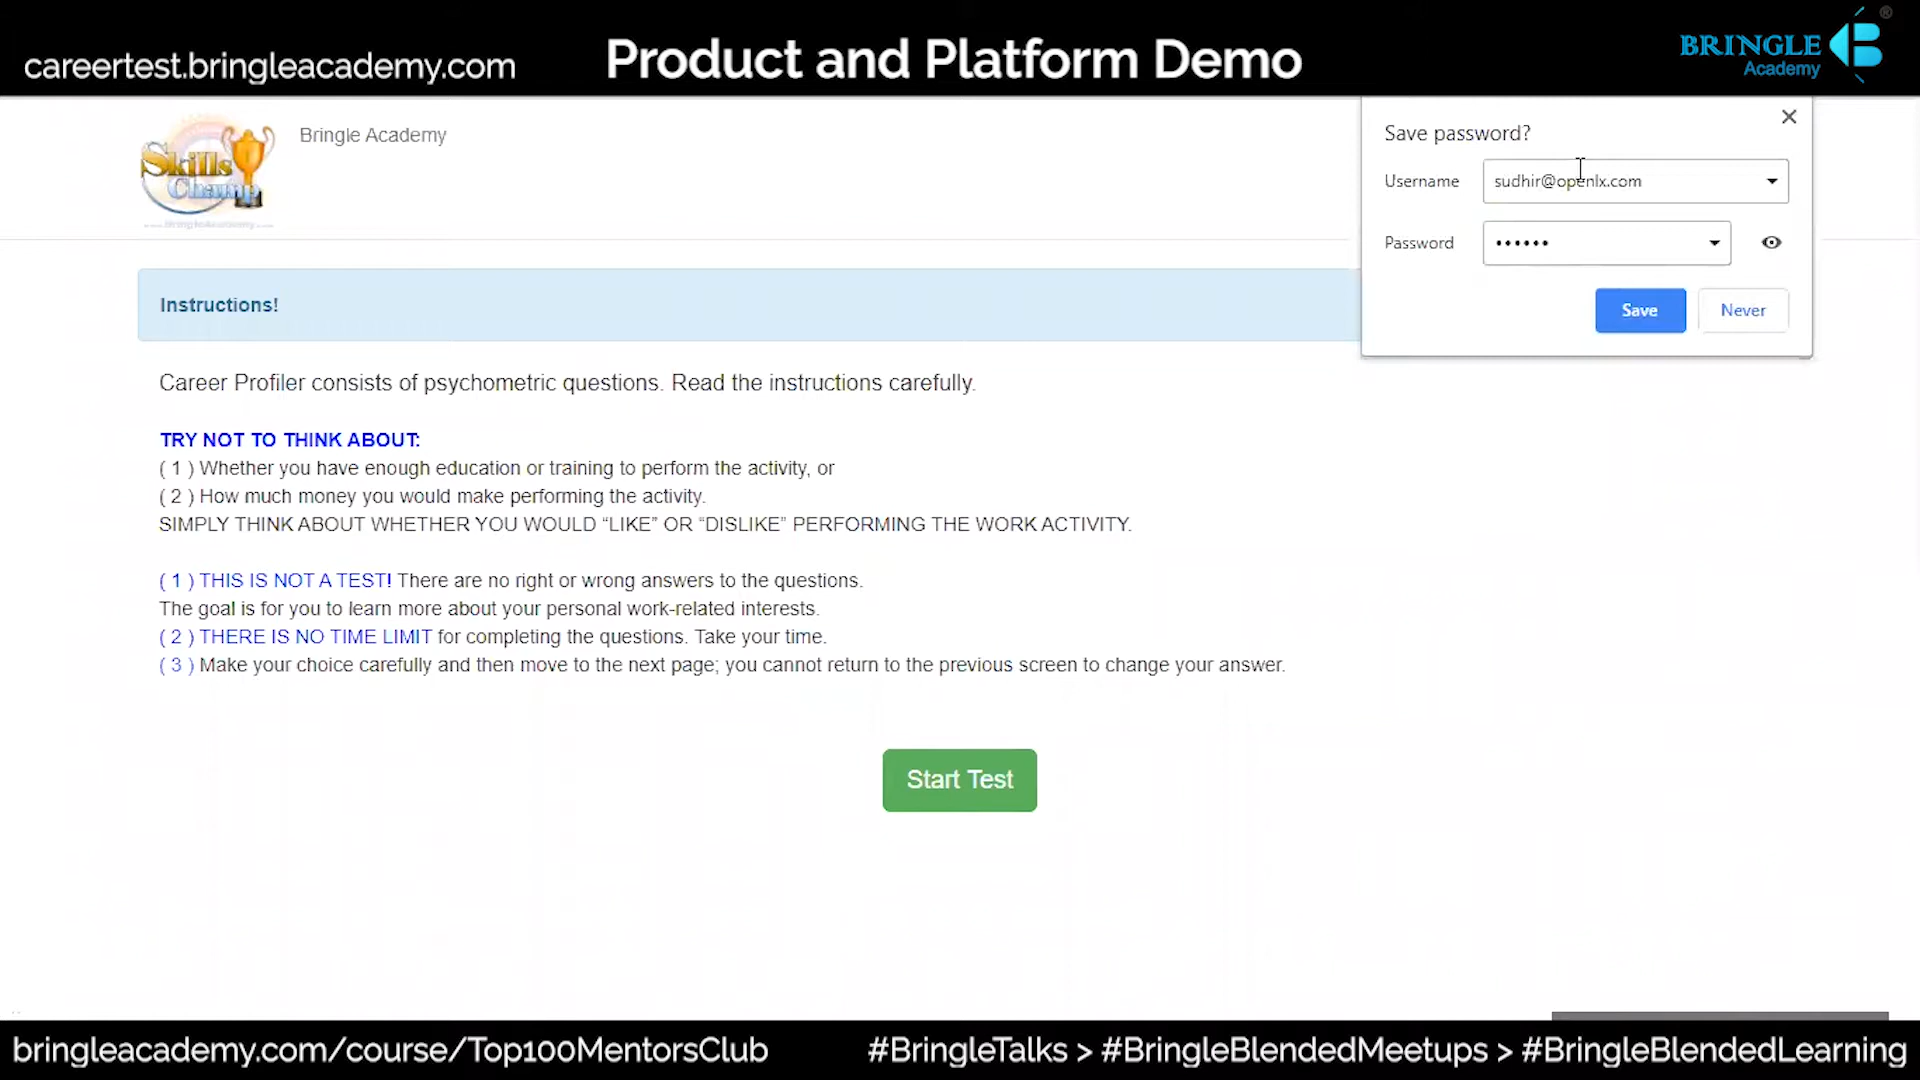 careertest.bringleacademy.com
Product and Platform Demo
BRINGLE
Academy
®
Skills
Champ
Bringle Academy
Save password?
Username
sudhir@openlx.com
Password
••••••
Save
Never
Instructions!
Career Profiler consists of psychometric questions. Read the instructions carefully.
TRY NOT TO THINK ABOUT:
( 1 ) Whether you have enough education or training to perform the activity, or
( 2 ) How much money you would make performing the activity.
SIMPLY THINK ABOUT WHETHER YOU WOULD “LIKE” OR “DISLIKE” PERFORMING THE WORK ACTIVITY.
( 1 ) THIS IS NOT A TEST! There are no right or wrong answers to the questions.
The goal is for you to learn more about your personal work-related interests.
( 2 ) THERE IS NO TIME LIMIT for completing the questions. Take your time.
( 3 ) Make your choice carefully and then move to the next page; you cannot return to the previous screen to change your answer.
Start Test
bringleacademy.com/course/Top100MentorsClub
#BringleTalks > #BringleBlendedMeetups > #BringleBlendedLearning